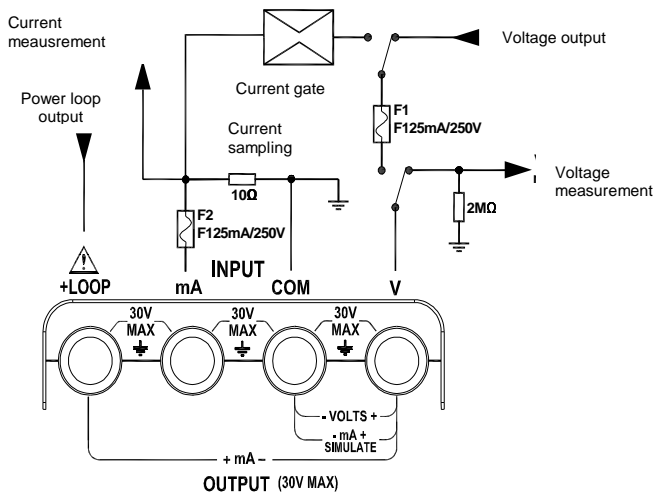 Current
meausrement
Power loop
output
Current gate
Current
sampling
Voltage output
F1
F125mA/250V
Voltage
measurement
10Ω
2MΩ
F2
F125mA/250V
INPUT
+LOOP
mA
COM
V
30V
MAX
30V
MAX
30V
MAX
- VOLTS +
- mA +
SIMULATE
+ mA –
OUTPUT (30V MAX)